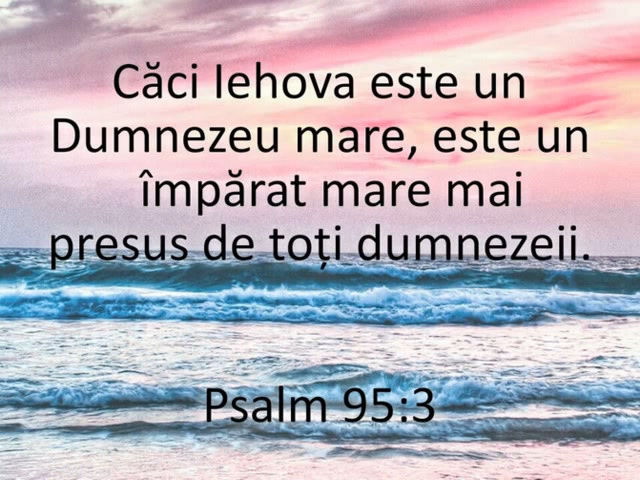 Căci Iehova este un
Dumnezeu mare, este un
împărat mare mai
presus de toți dumnezeii.
Psalm 95:3